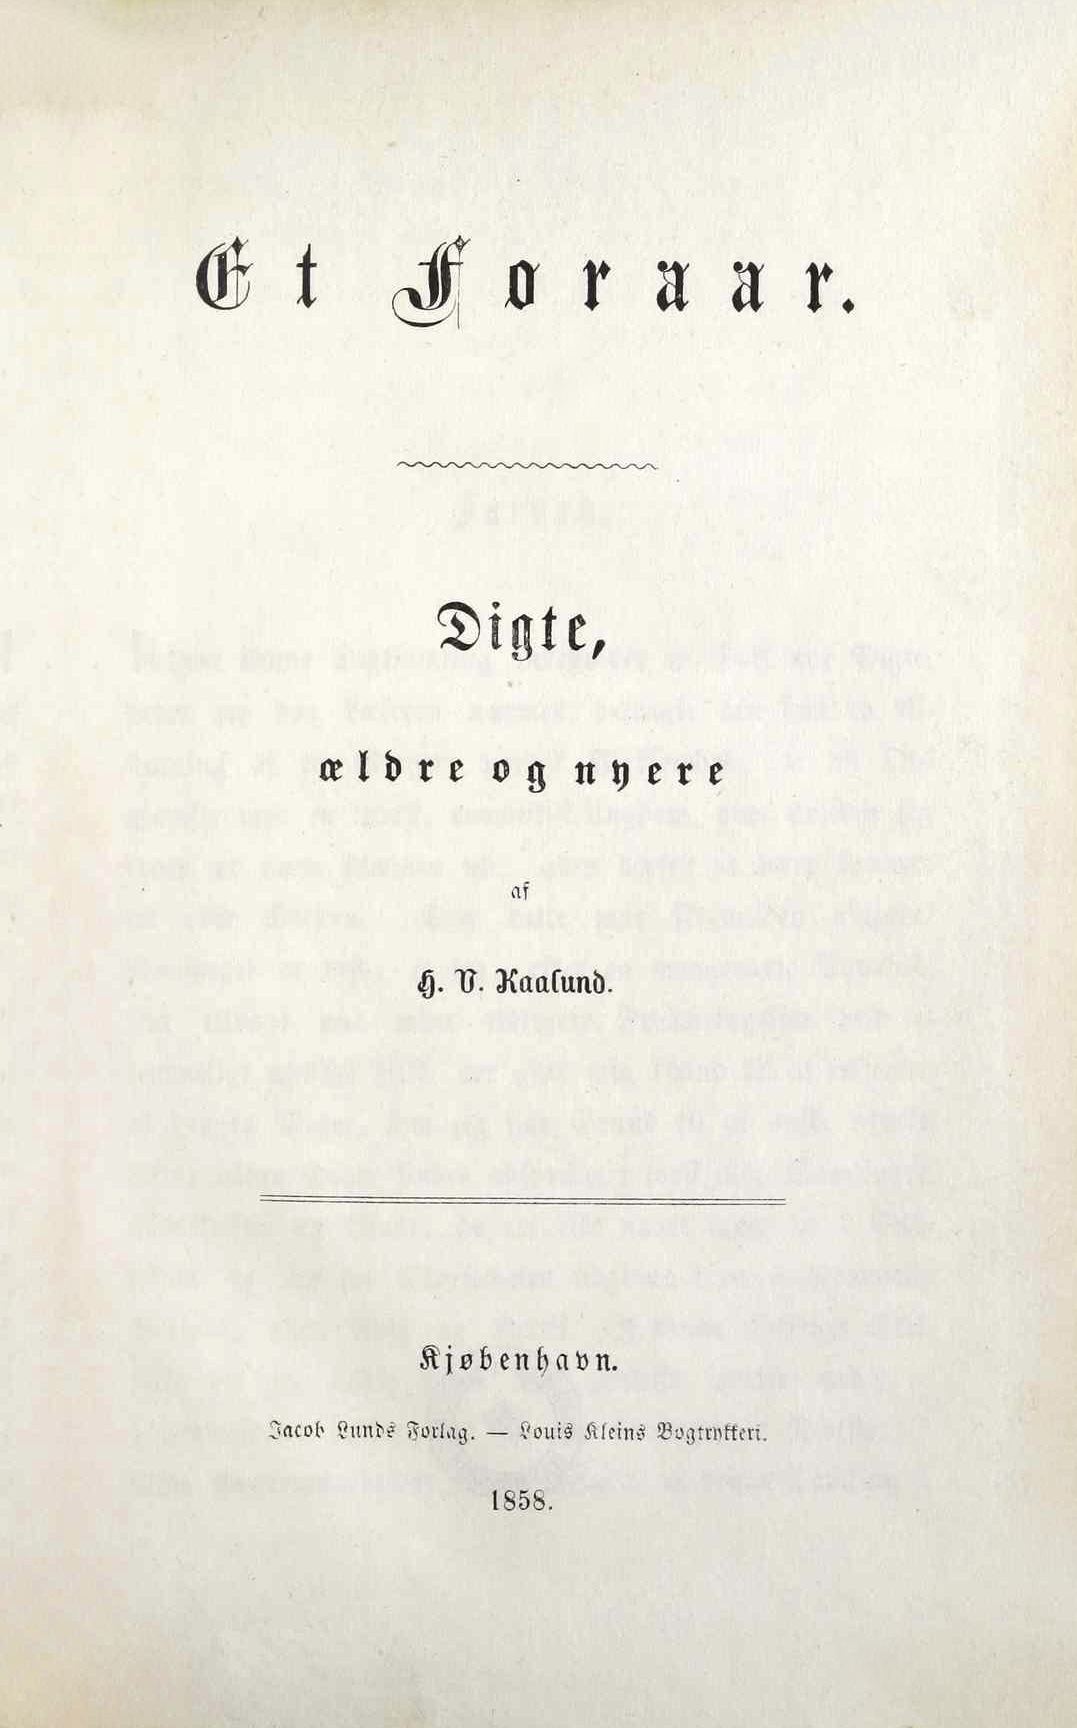 Et Foraar.
Digte,
ældre og nyere
af
H. V. Kaalund.
Kjøbenhavn.
Jacob Lunds Forlag. — Louis Kleins Bogtrykkeri.
1858.